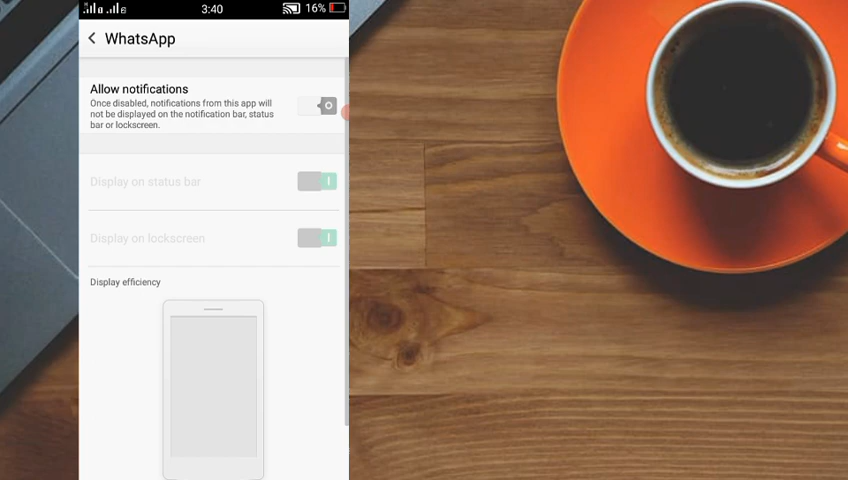 3:40 16%
WhatsApp
Allow notifications
Once disabled, notifications from this app will
not be displayed on the notification bar, status
bar or lockscreen.
Display on status bar
Display on lockscreen
Display efficiency